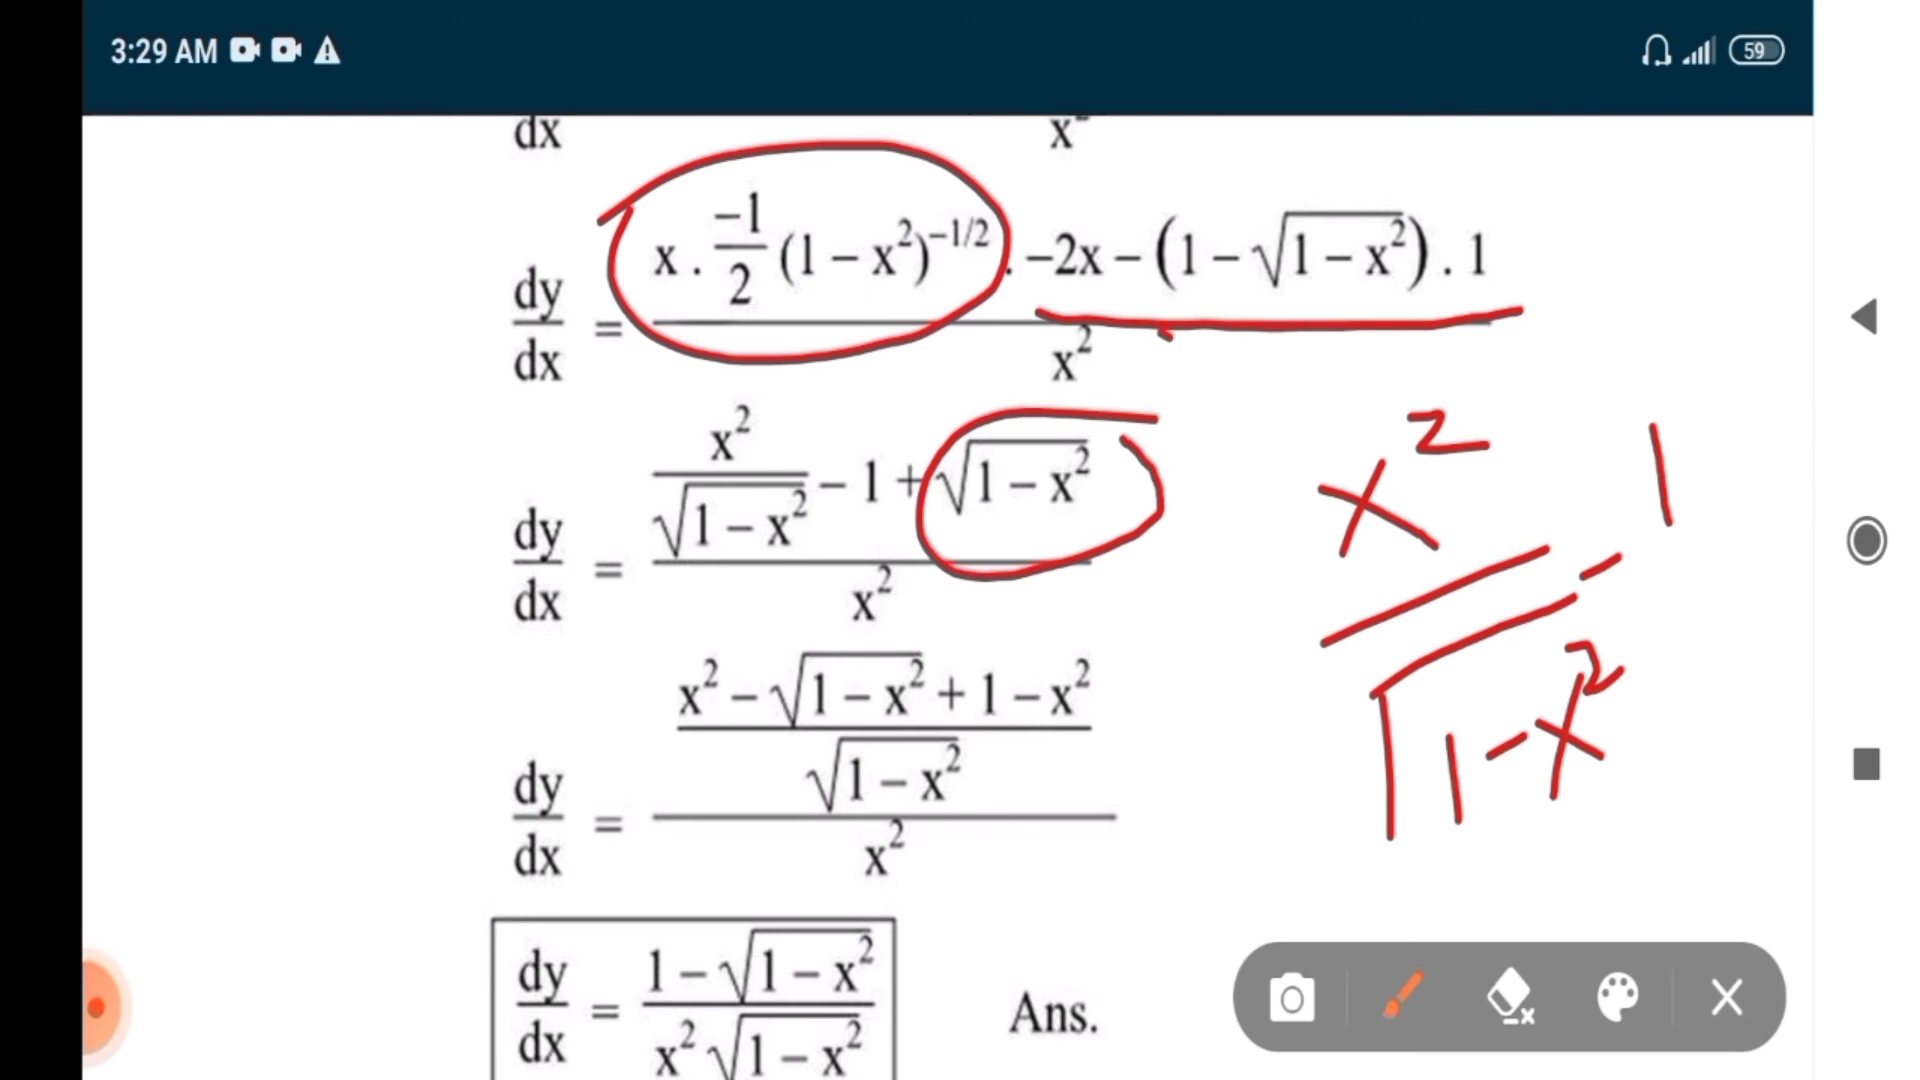 3:29 AM
59
dx x²
dy/dx = (x . -1/2 (1 – x²)^(–1/2) . –2x – (1 – √(1 – x²)) . 1) / x²
dy/dx = (x²/√(1 – x²) – 1 + √(1 – x²)) / x²
x²/√(1-x²) - 1
dy/dx = ((x² – √(1 – x²) + 1 – x²) / √(1 – x²)) / x²
dy/dx = (1 – √(1 – x²)) / (x² √(1 – x²)) Ans.